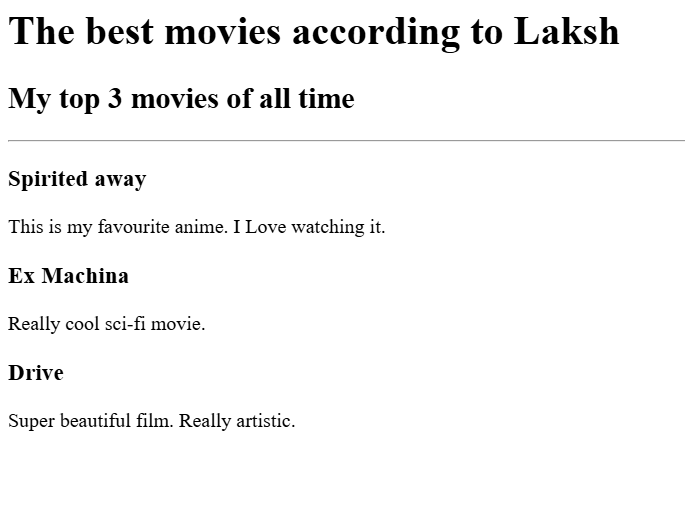 The best movies according to Laksh
My top 3 movies of all time
Spirited away
This is my favourite anime. I Love watching it.
Ex Machina
Really cool sci-fi movie.
Drive
Super beautiful film. Really artistic.